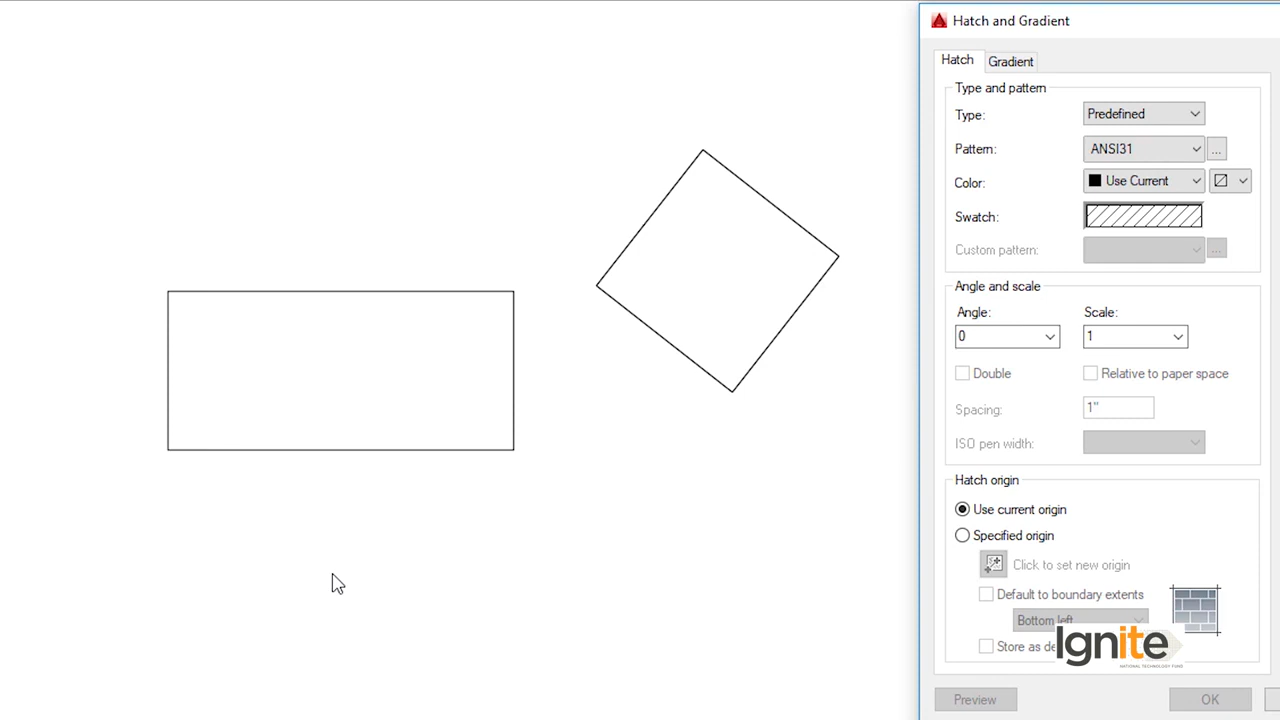 Hatch and Gradient
Hatch
Gradient
Type and pattern
Type:
Predefined
Pattern:
ANSI31
...
Color:
Use Current
Swatch:
Custom pattern:
...
Angle and scale
Angle:
Scale:
0
1
Double
Relative to paper space
Spacing:
1"
ISO pen width:
Hatch origin
Use current origin
Specified origin
Click to set new origin
Default to boundary extents
Bottom left
Store as de
Ignite
NATIONAL TECHNOLOGY FUND
Preview
OK